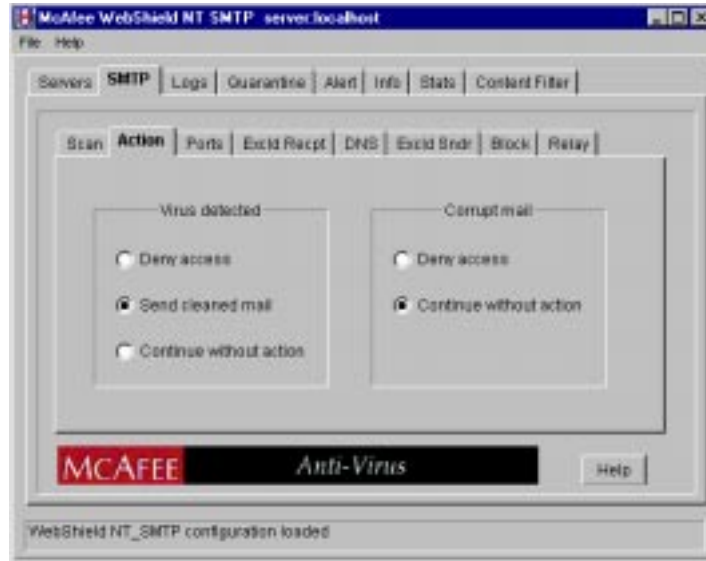 McAfee WebShield NT SMTP server.localhost
File Help
Servers SMTP Logs Quarantine Alert Info Stats Content Filter
Scan Action Ports Excld Recpt DNS Excld Sndr Block Relay
Virus detected Corrupt mail
Deny access Deny access
Send cleaned mail Continue without action
Continue without action
MCAFEE Anti-Virus Help
WebShield NT_SMTP configuration loaded